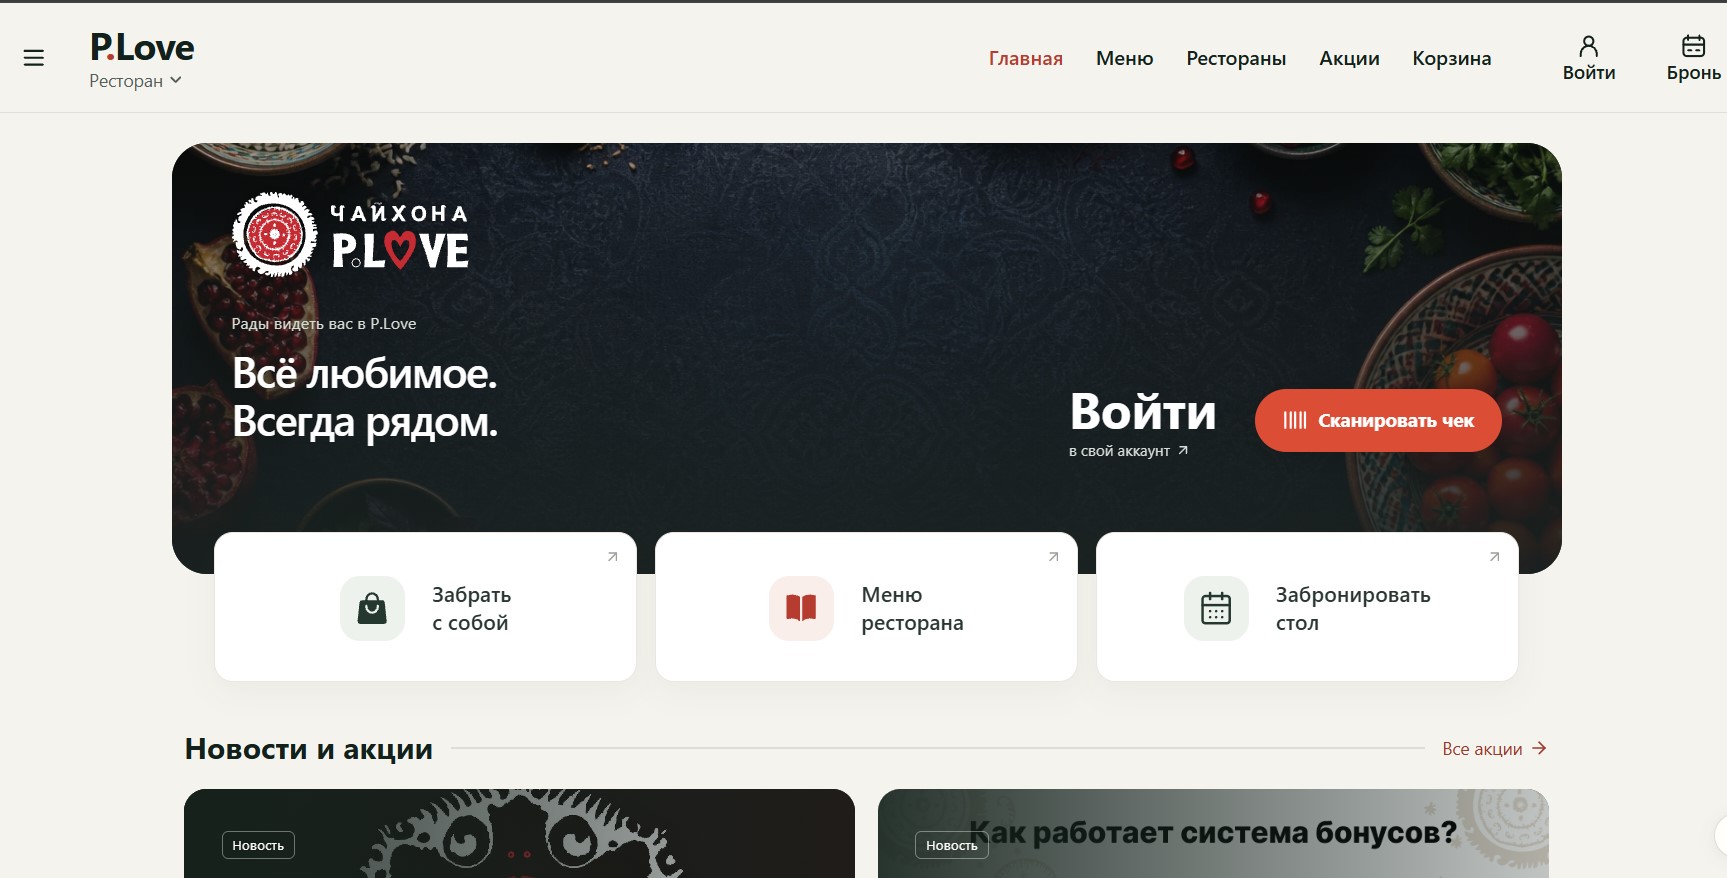 P.Love
Ресторан
Главная
Меню
Рестораны
Акции
Корзина
Войти
Бронь
ЧАЙХОНА
P.LOVE
Рады видеть вас в P.Love
Всё любимое.
Всегда рядом.
Войти
в свой аккаунт
Сканировать чек
Забрать
с собой
Меню
ресторана
Забронировать
стол
Новости и акции
Все акции
Новость
Как работает система бонусов?
Новость